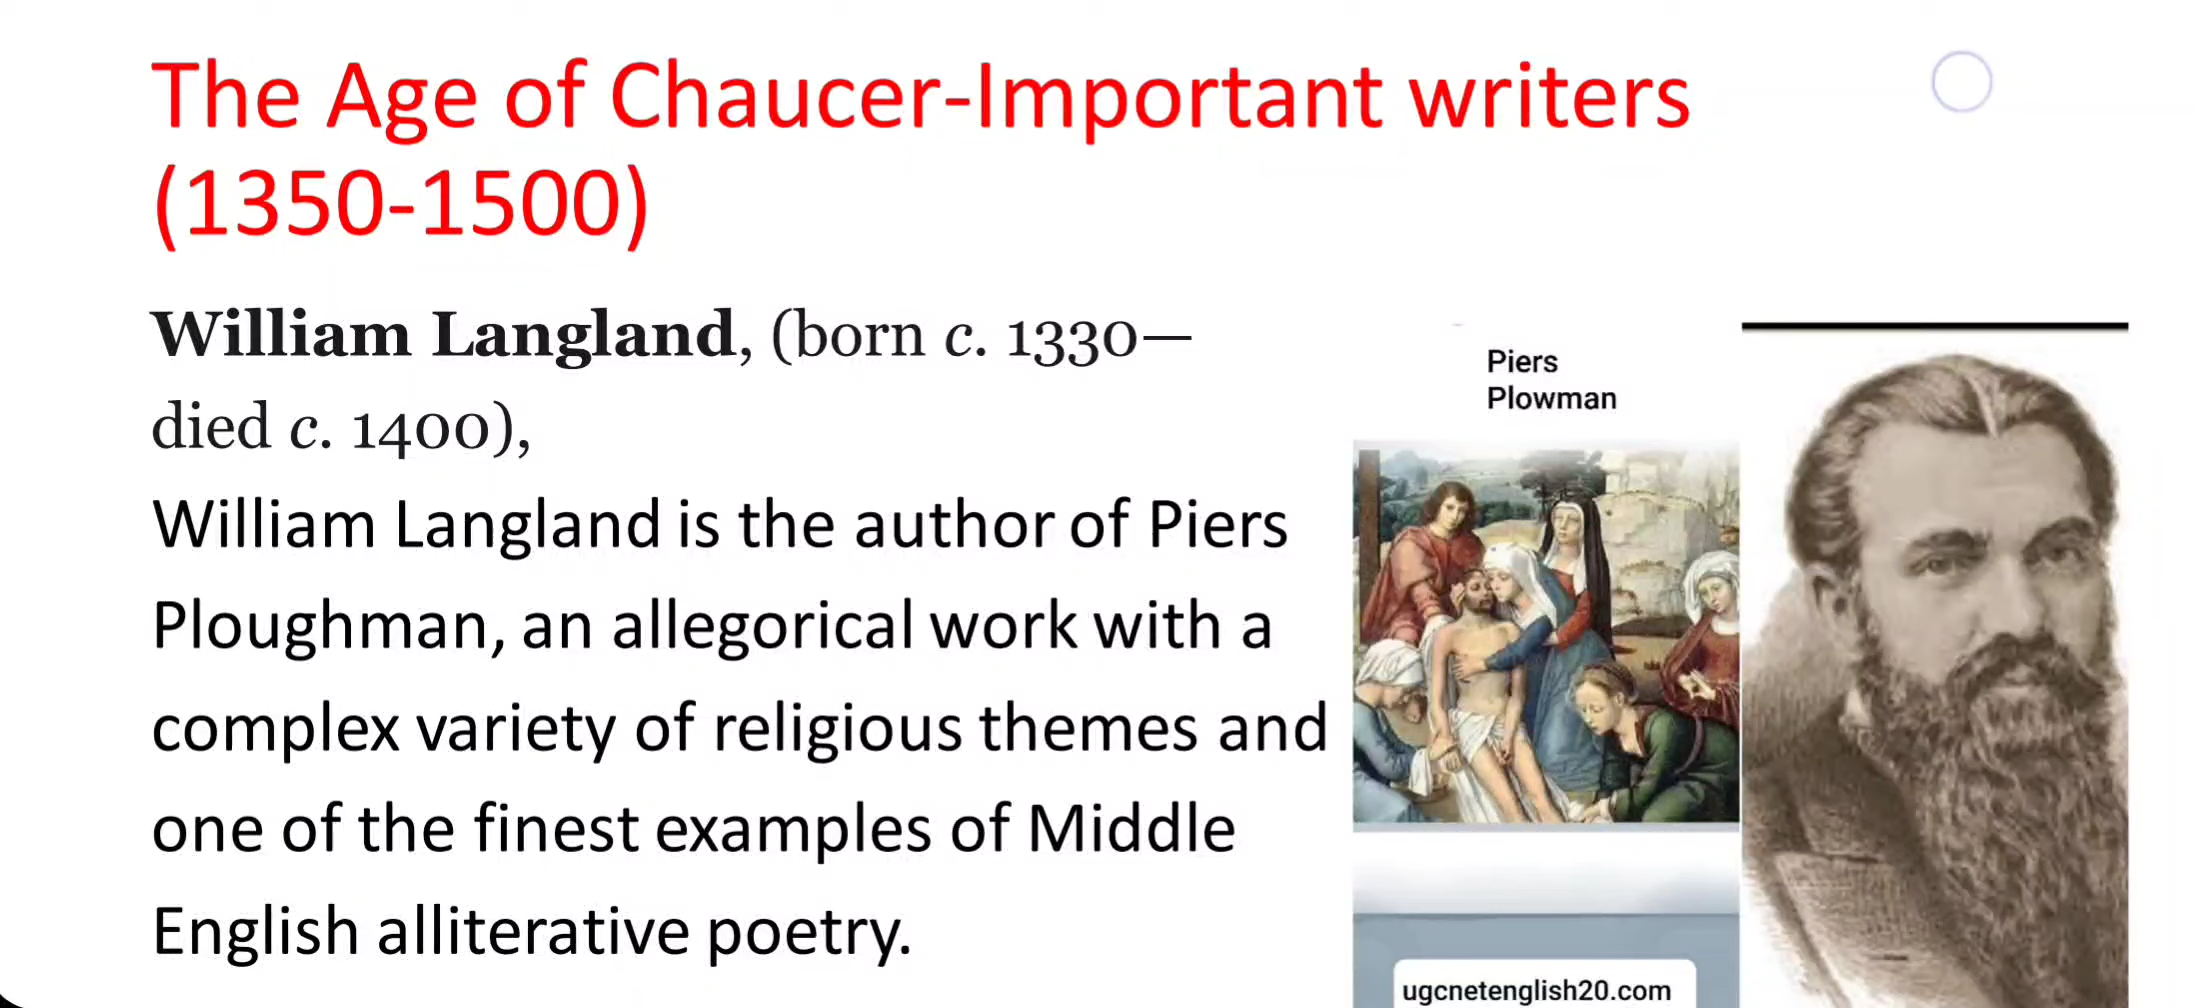 The Age of Chaucer-Important writers
(1350-1500)
William Langland, (born c. 1330—
died c. 1400),
William Langland is the author of Piers
Ploughman, an allegorical work with a
complex variety of religious themes and
one of the finest examples of Middle
English alliterative poetry.
Piers
Plowman
ugcnetenglish20.com